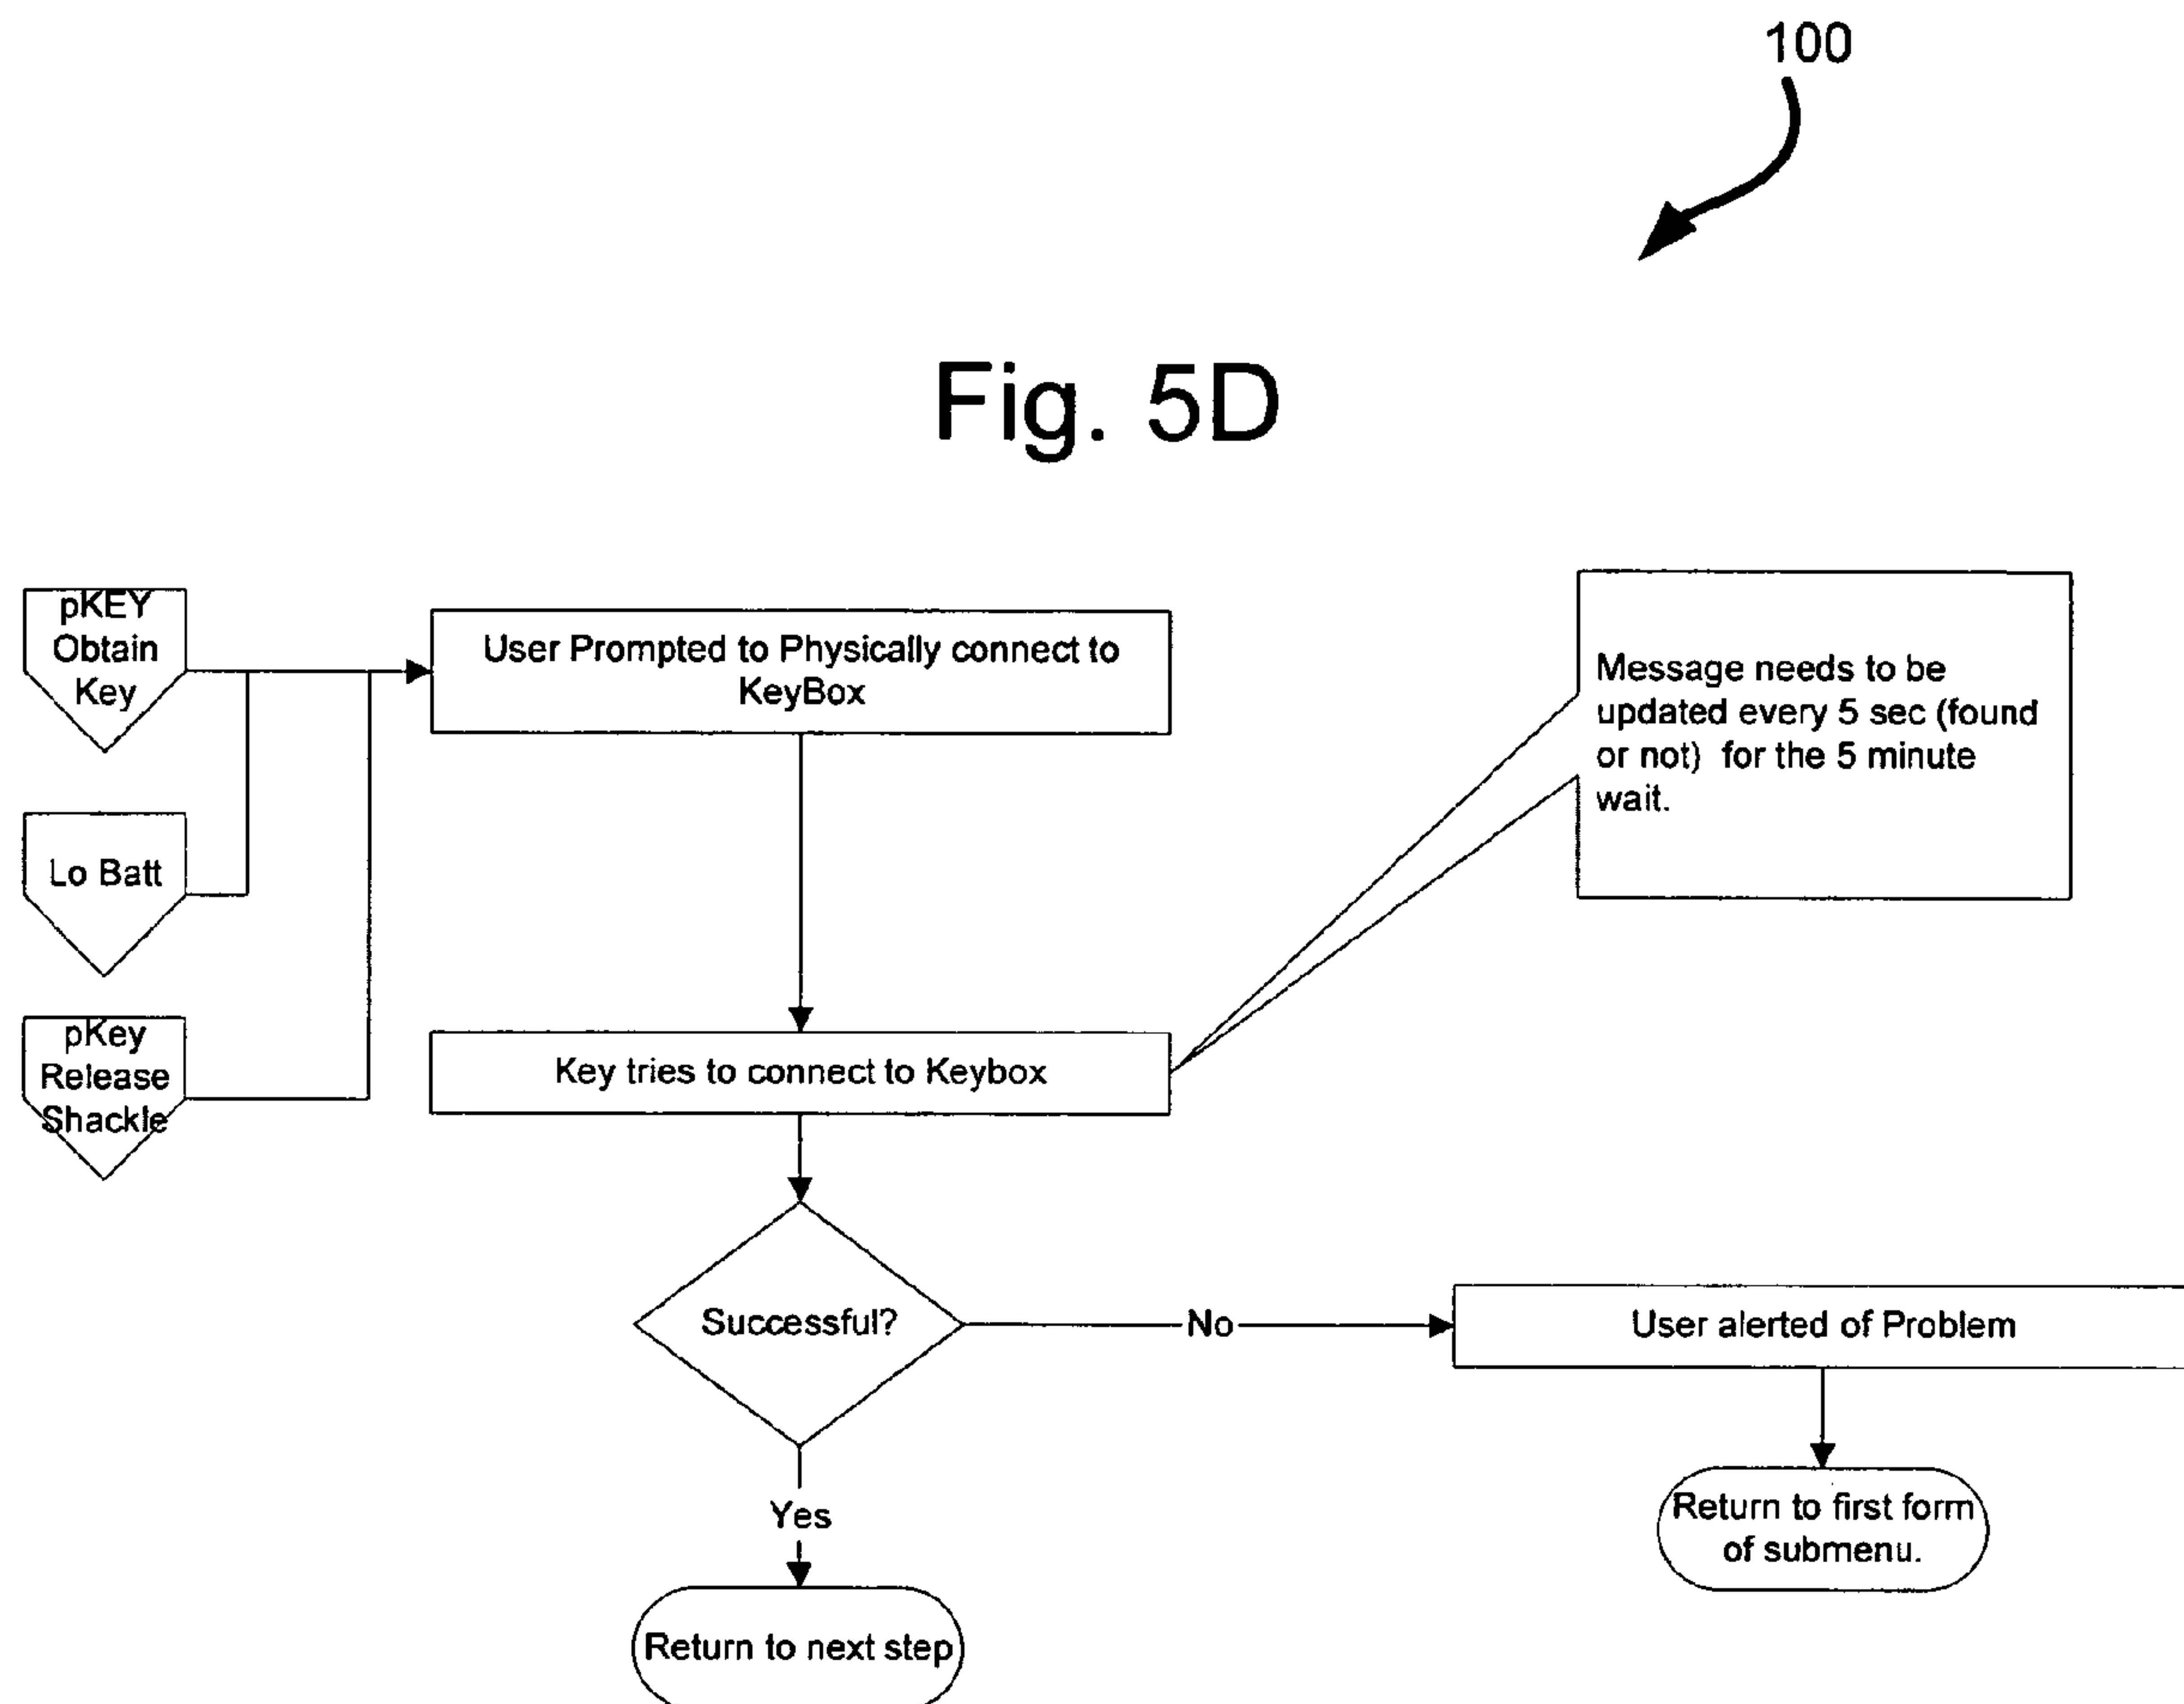 100
Fig. 5D
pKEY
Obtain
Key
User Prompted to Physically connect to
KeyBox
Message needs to be
updated every 5 sec (found
or not) for the 5 minute
wait.
Lo Batt
pKey
Release
Shackle
Key tries to connect to Keybox
Successful?
No
User alerted of Problem
Yes
Return to first form
of submenu.
Return to next step